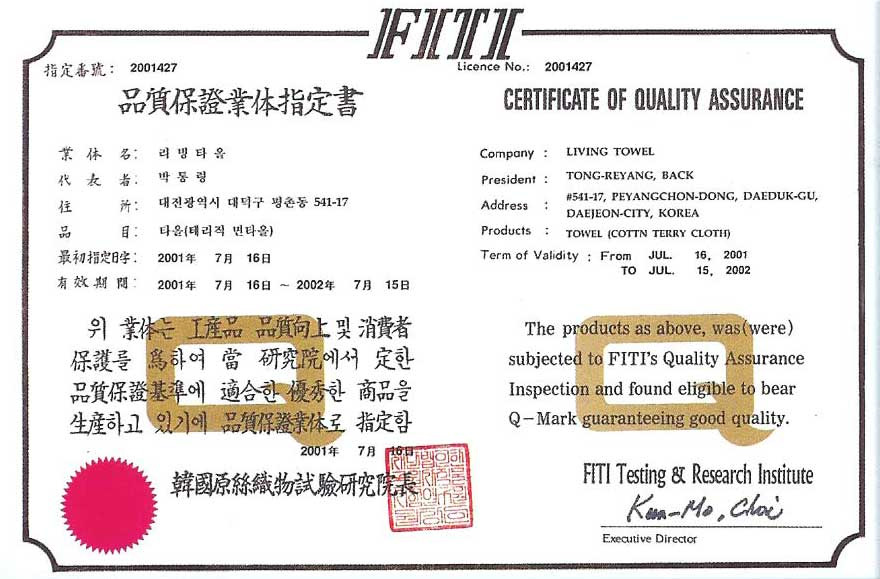 FITI
指定番號: 2001427
品質保證業体指定書
業体名: 리빙타올
代表者: 박통령
住所: 대전광역시 대덕구 평촌동 541-17
品目: 타올(테리직 면타올)
最初指定日字: 2001年 7月 16日
有效期間: 2001年 7月 16日 ~ 2002年 7月 15日
위 業体는 工産品 品質向上 및 消費者
保護를 爲하여 當 研究院에서 定한
品質保證基準에 適合한 優秀한 商品을
生産하고 있기에 品質保證業体로 指定함
2001年 7月 16日
韓國原絲織物試驗研究院長
Licence No.: 2001427
CERTIFICATE OF QUALITY ASSURANCE
Company : LIVING TOWEL
President : TONG-REYANG, BACK
Address : #541-17, PEYANGCHON-DONG, DAEDUK-GU,
DAEJEON-CITY, KOREA
Products : TOWEL (COTTN TERRY CLOTH)
Term of Validity : From JUL. 16, 2001
TO JUL. 15, 2002
The products as above, was(were)
subjected to FITI's Quality Assurance
Inspection and found eligible to bear
Q-Mark guaranteeing good quality.
FITI Testing & Research Institute
Kun-Mo, Choi
Executive Director